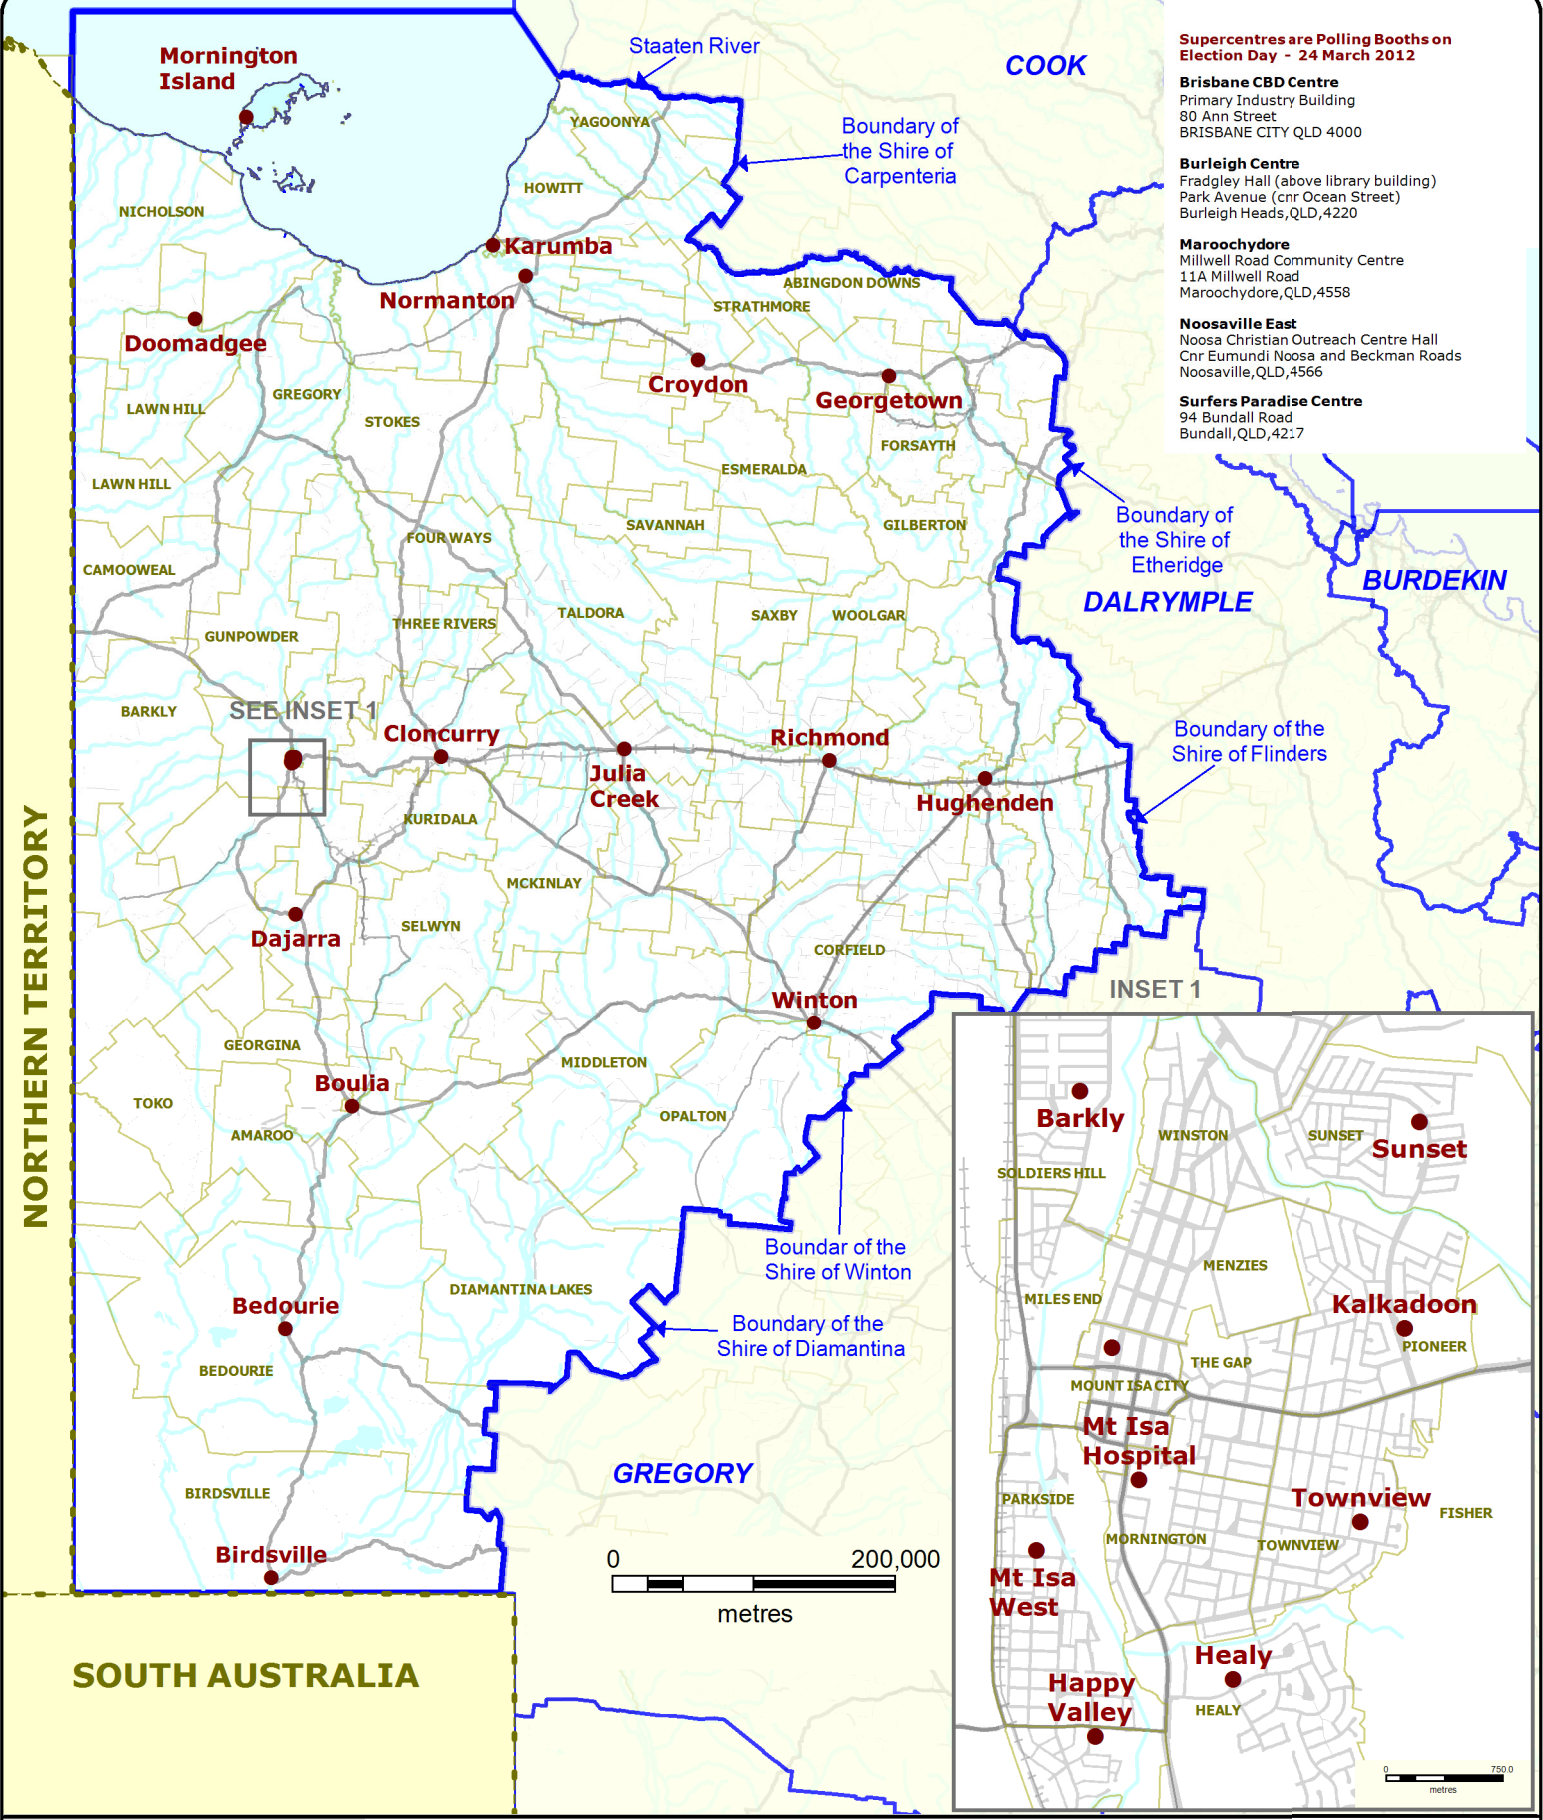 Mornington
Island
Staaten River
COOK
YAGOONYA
Boundary of
the Shire of
Carpenteria
HOWITT
NICHOLSON
Karumba
Normanton
ABINGDON DOWNS
STRATHMORE
Doomadgee
Croydon
Georgetown
GREGORY
LAWN HILL
STOKES
FORSAYTH
ESMERALDA
LAWN HILL
SAVANNAH
GILBERTON
FOUR WAYS
CAMOOWEAL
Boundary of
the Shire of
Etheridge
DALRYMPLE
BURDEKIN
TALDORA
SAXBY
WOOLGAR
THREE RIVERS
GUNPOWDER
BARKLY
SEE INSET 1
Cloncurry
Richmond
Boundary of the
Shire of Flinders
Julia
Creek
Hughenden
KURIDALA
MCKINLAY
SELWYN
Dajarra
CORFIELD
Winton
GEORGINA
MIDDLETON
Boulia
TOKO
AMAROO
OPALTON
NORTHERN TERRITORY
Boundar of the
Shire of Winton
DIAMANTINA LAKES
Bedourie
Boundary of the
Shire of Diamantina
BEDOURIE
GREGORY
BIRDSVILLE
Birdsville
0
200,000
metres
SOUTH AUSTRALIA
Supercentres are Polling Booths on
Election Day - 24 March 2012
Brisbane CBD Centre
Primary Industry Building
80 Ann Street
BRISBANE CITY QLD 4000
Burleigh Centre
Fradgley Hall (above library building)
Park Avenue (cnr Ocean Street)
Burleigh Heads,QLD,4220
Maroochydore
Millwell Road Community Centre
11A Millwell Road
Maroochydore,QLD,4558
Noosaville East
Noosa Christian Outreach Centre Hall
Cnr Eumundi Noosa and Beckman Roads
Noosaville,QLD,4566
Surfers Paradise Centre
94 Bundall Road
Bundall,QLD,4217
INSET 1
Barkly
WINSTON
SUNSET
Sunset
SOLDIERS HILL
MENZIES
MILES END
Kalkadoon
PIONEER
THE GAP
MOUNT ISA CITY
Mt Isa
Hospital
PARKSIDE
Townview
FISHER
MORNINGTON
TOWNVIEW
Mt Isa
West
Healy
Happy
Valley
HEALY
0
750.0
metres